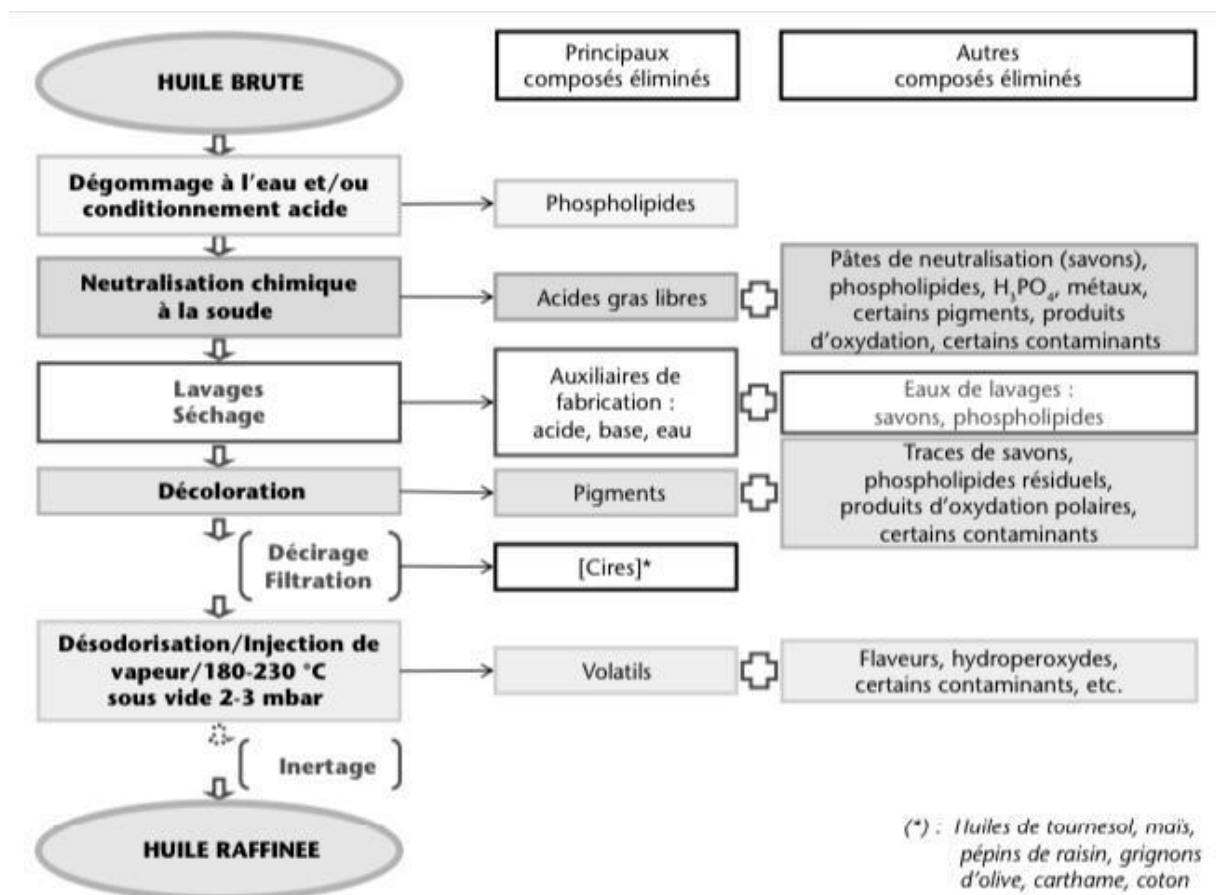 Principaux
composés éliminés
Autres
composés éliminés
HUILE BRUTE
Dégommage à l'eau et/ou
conditionnement acide
Phospholipides
Neutralisation chimique
à la soude
Acides gras libres
Pâtes de neutralisation (savons),
phospholipides, H₃PO₄, métaux,
certains pigments, produits
d'oxydation, certains contaminants
Lavages
Séchage
Auxiliaires de
fabrication :
acide, base, eau
Eaux de lavages :
savons, phospholipides
Décoloration
Pigments
Traces de savons,
phospholipides résiduels,
produits d'oxydation polaires,
certains contaminants
Décirage
Filtration
[Cires]*
Désodorisation/Injection de
vapeur/180-230 °C
sous vide 2-3 mbar
Volatils
Flaveurs, hydroperoxydes,
certains contaminants, etc.
Inertage
HUILE RAFFINEE
(*) : Huiles de tournesol, maïs,
pépins de raisin, grignons
d'olive, carthame, coton